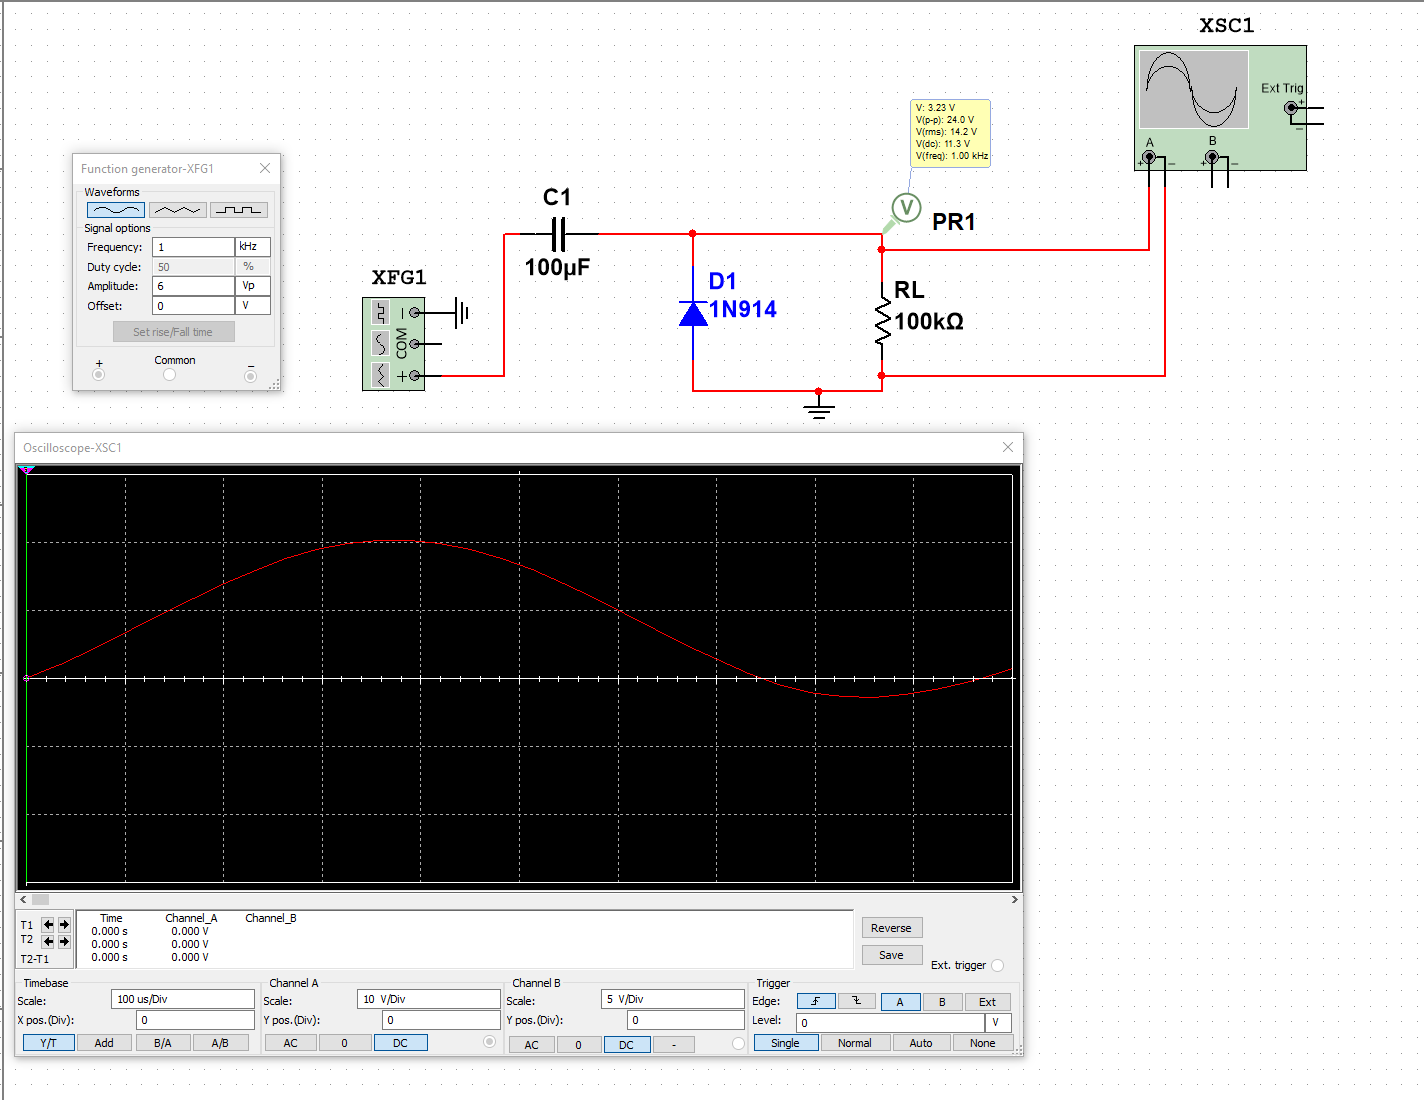 XSC1
Ext Trig
+
−
A
B
+ − + −
V: 3.23 V
V(p-p): 24.0 V
V(rms): 14.2 V
V(dc): 11.3 V
V(freq): 1.00 kHz
V
PR1
Function generator-XFG1
Waveforms
Signal options
Frequency: 1 kHz
Duty cycle: 50 %
Amplitude: 6 Vp
Offset: 0 V
Set rise/Fall time
+ Common −
C1
100µF
XFG1
−
COM
+
D1
1N914
RL
100kΩ
Oscilloscope-XSC1
T1
T2
T2-T1
Time Channel_A Channel_B
0.000 s 0.000 V
0.000 s 0.000 V
0.000 s 0.000 V
Reverse
Save
Ext. trigger
Timebase
Scale: 100 us/Div
X pos.(Div): 0
Y/T Add B/A A/B
Channel A
Scale: 10 V/Div
Y pos.(Div): 0
AC 0 DC
Channel B
Scale: 5 V/Div
Y pos.(Div): 0
AC 0 DC -
Trigger
Edge: A B Ext
Level: 0 V
Single Normal Auto None